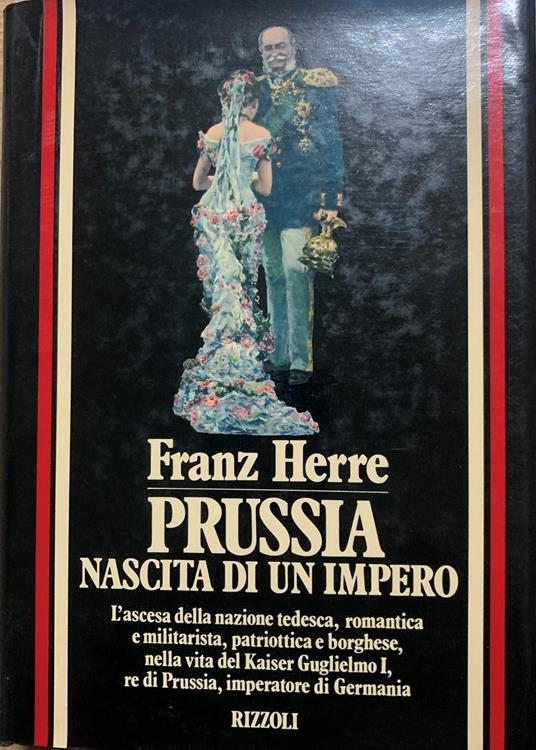 Franz Herre
PRUSSIA
NASCITA DI UN IMPERO
L'ascesa della nazione tedesca, romantica
e militarista, patriottica e borghese,
nella vita del Kaiser Guglielmo I,
re di Prussia, imperatore di Germania
RIZZOLI